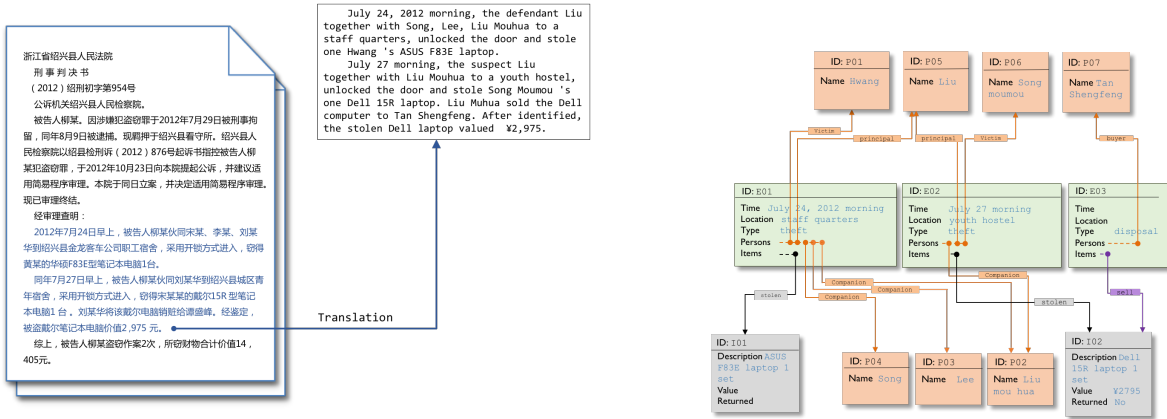 浙江省绍兴县人民法院
刑 事 判 决 书
（2012）绍刑初字第954号
公诉机关绍兴县人民检察院。
被告人柳某。因涉嫌犯盗窃罪于2012年7月29日被刑事拘
留，同年8月9日被逮捕。现羁押于绍兴县看守所。绍兴县人
民检察院以绍县检刑诉（2012）876号起诉书指控被告人柳
某犯盗窃罪，于2012年10月23日向本院提起公诉，并建议适
用简易程序审理。本院于同日立案，并决定适用简易程序审理。
现已审理终结。
经审理查明：
2012年7月24日早上，被告人柳某伙同宋某、李某、刘某
华到绍兴县金龙客车公司职工宿舍，采用开锁方式进入，窃得
黄某的华硕F83E型笔记本电脑1台。
同年7月27日早上，被告人柳某伙同刘某华到绍兴县城区青
年宿舍，采用开锁方式进入，窃得宋某某的戴尔15R 型笔记
本电脑1 台 。刘某华将该戴尔电脑销赃给谭盛峰。经鉴定，
被盗戴尔笔记本电脑价值2,975 元。
综上，被告人柳某盗窃作案2次，所窃财物合计价值14，
405元。
July 24, 2012 morning, the defendant Liu
together with Song, Lee, Liu Mouhua to a
staff quarters, unlocked the door and stole
one Hwang 's ASUS F83E laptop.
July 27 morning, the suspect Liu
together with Liu Mouhua to a youth hostel,
unlocked the door and stole Song Moumou 's
one Dell 15R laptop. Liu Muhua sold the Dell
computer to Tan Shengfeng. After identified,
the stolen Dell laptop valued ¥2,975.
Translation
ID: P01
Name Hwang
ID: P05
Name Liu
ID: P06
Name Song
moumou
ID: P07
Name Tan
Shengfeng
Victim
principal
principal
Virtim
buyer
ID: E01
Time July 24, 2012 morning
Location staff quarters
Type theft
Persons
Items
ID: E02
Time July 27 morning
Location youth hostel
Type theft
Persons
Items
ID: E03
Time
Location
Type disposal
Persons
Items
stolen
Companion
Companion
Companion
Companion
stolen
sell
ID: I01
Description ASUS
F83E laptop 1
set
Value
Returned
ID: P04
Name Song
ID: P03
Name Lee
ID: P02
Name Liu
mou hua
ID: I02
Description Dell
15R laptop 1
set
Value ¥2795
Returned No